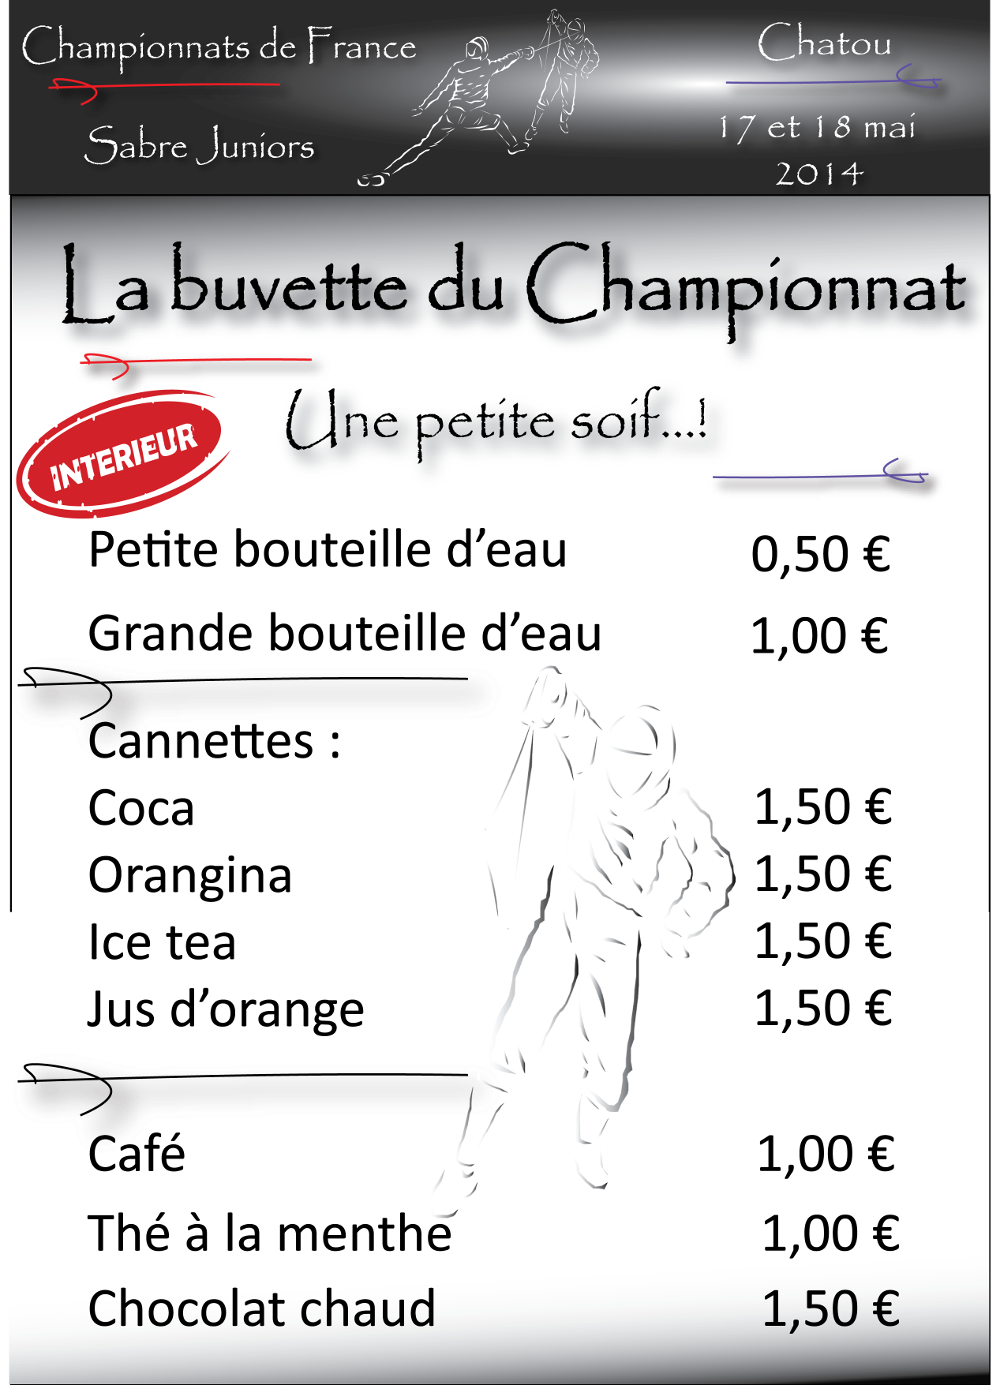 Championnats de France
Sabre Juniors
Chatou
17 et 18 mai
2014
La buvette du Championnat
Une petite soif...!
INTERIEUR
Petite bouteille d’eau 0,50 €
Grande bouteille d’eau 1,00 €
Cannettes :
Coca 1,50 €
Orangina 1,50 €
Ice tea 1,50 €
Jus d’orange 1,50 €
Café 1,00 €
Thé à la menthe 1,00 €
Chocolat chaud 1,50 €